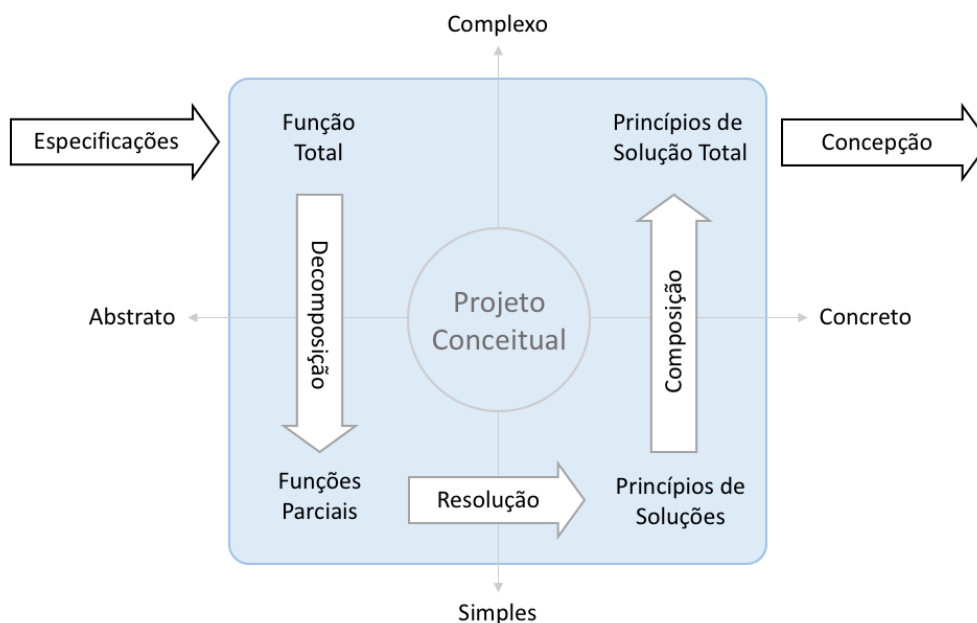 Complexo
Especificações
Função
Total
Princípios de
Solução Total
Concepção
Decomposição
Composição
Abstrato
Projeto
Conceitual
Concreto
Funções
Parciais
Resolução
Princípios de
Soluções
Simples